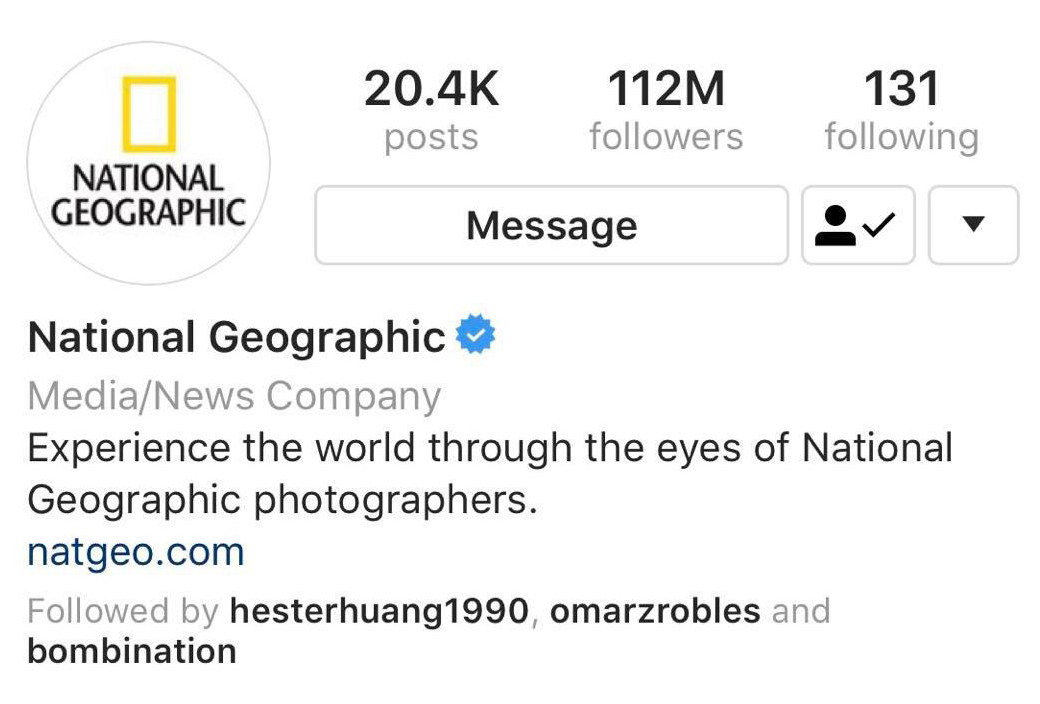 NATIONAL
GEOGRAPHIC
20.4K 112M 131
posts followers following
Message
National Geographic
Media/News Company
Experience the world through the eyes of National
Geographic photographers.
natgeo.com
Followed by hesterhuang1990, omarzrobles and
bombination